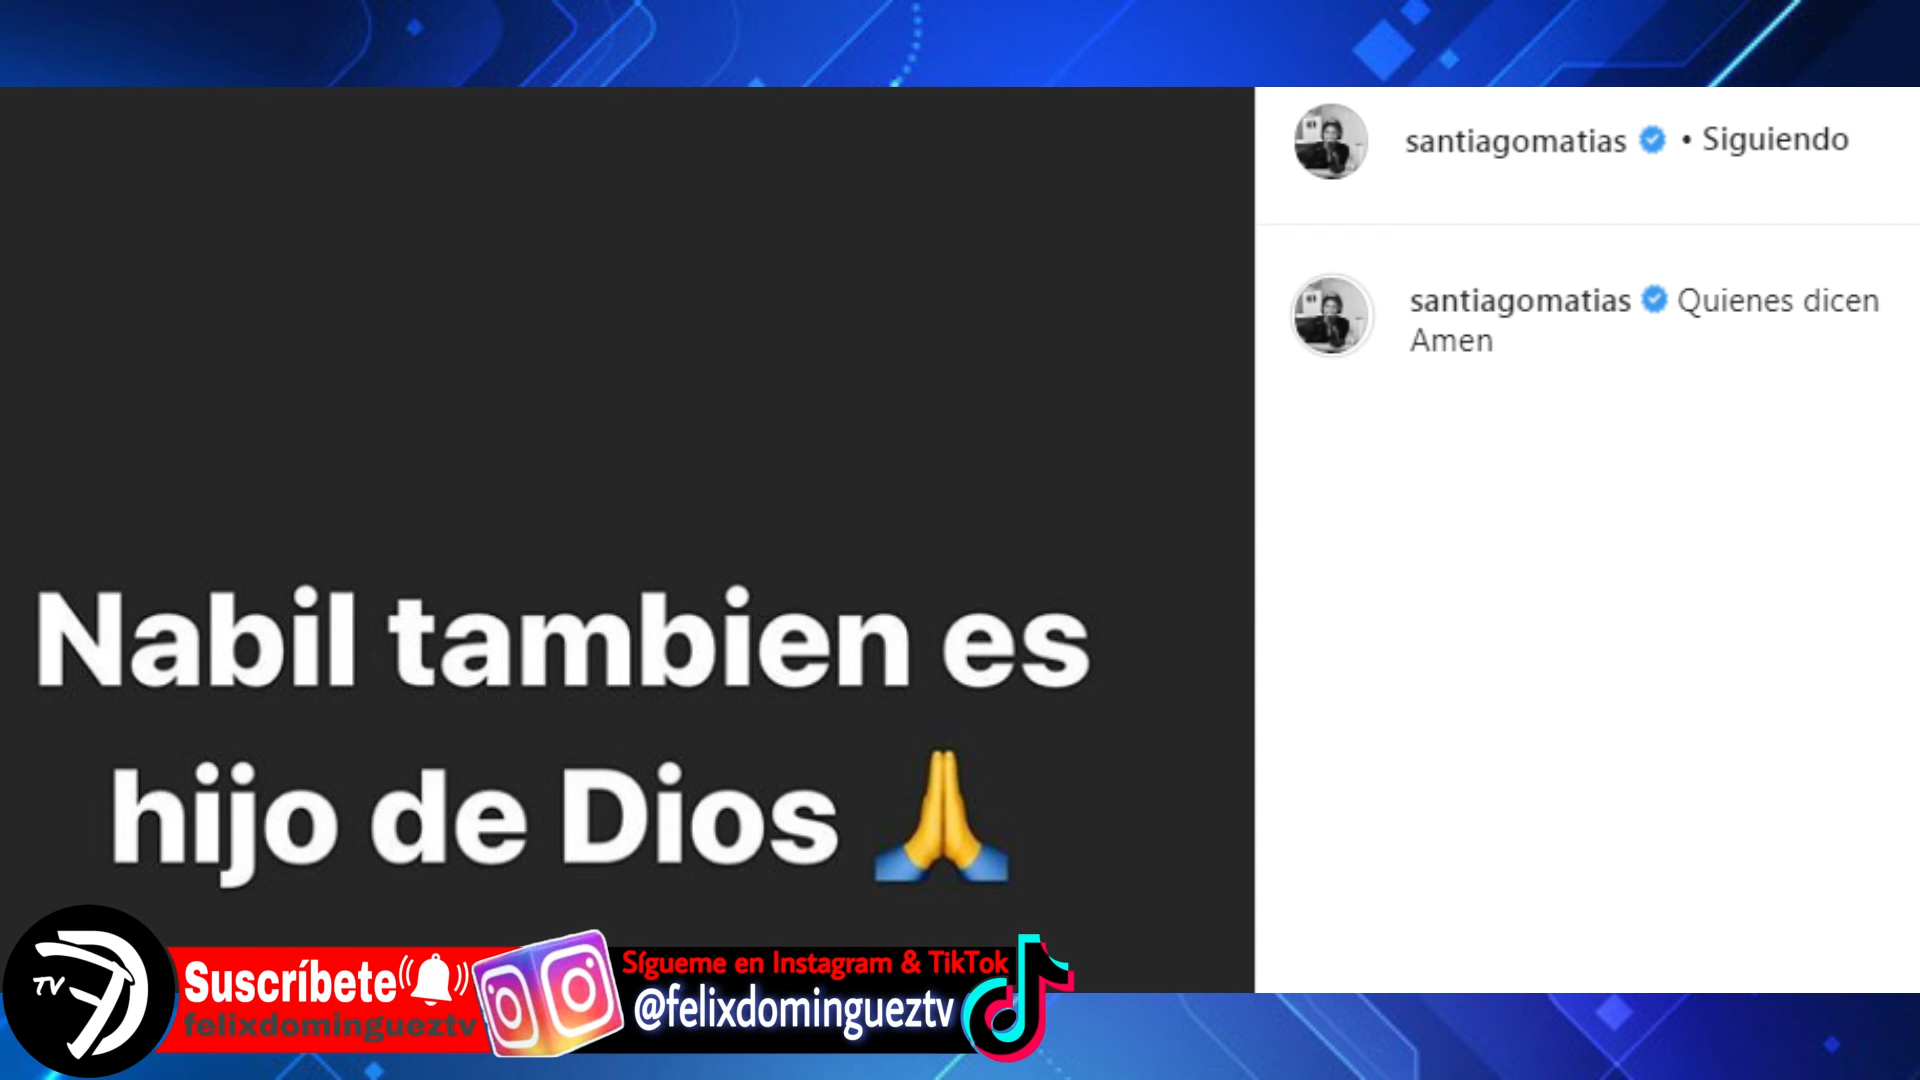 santiagomatias • Siguiendo
santiagomatias Quienes dicen
Amen
Nabil tambien es
hijo de Dios 🙏
TV
Suscríbete
felixdomingueztv
Sígueme en Instagram & TikTok
@felixdomingueztv